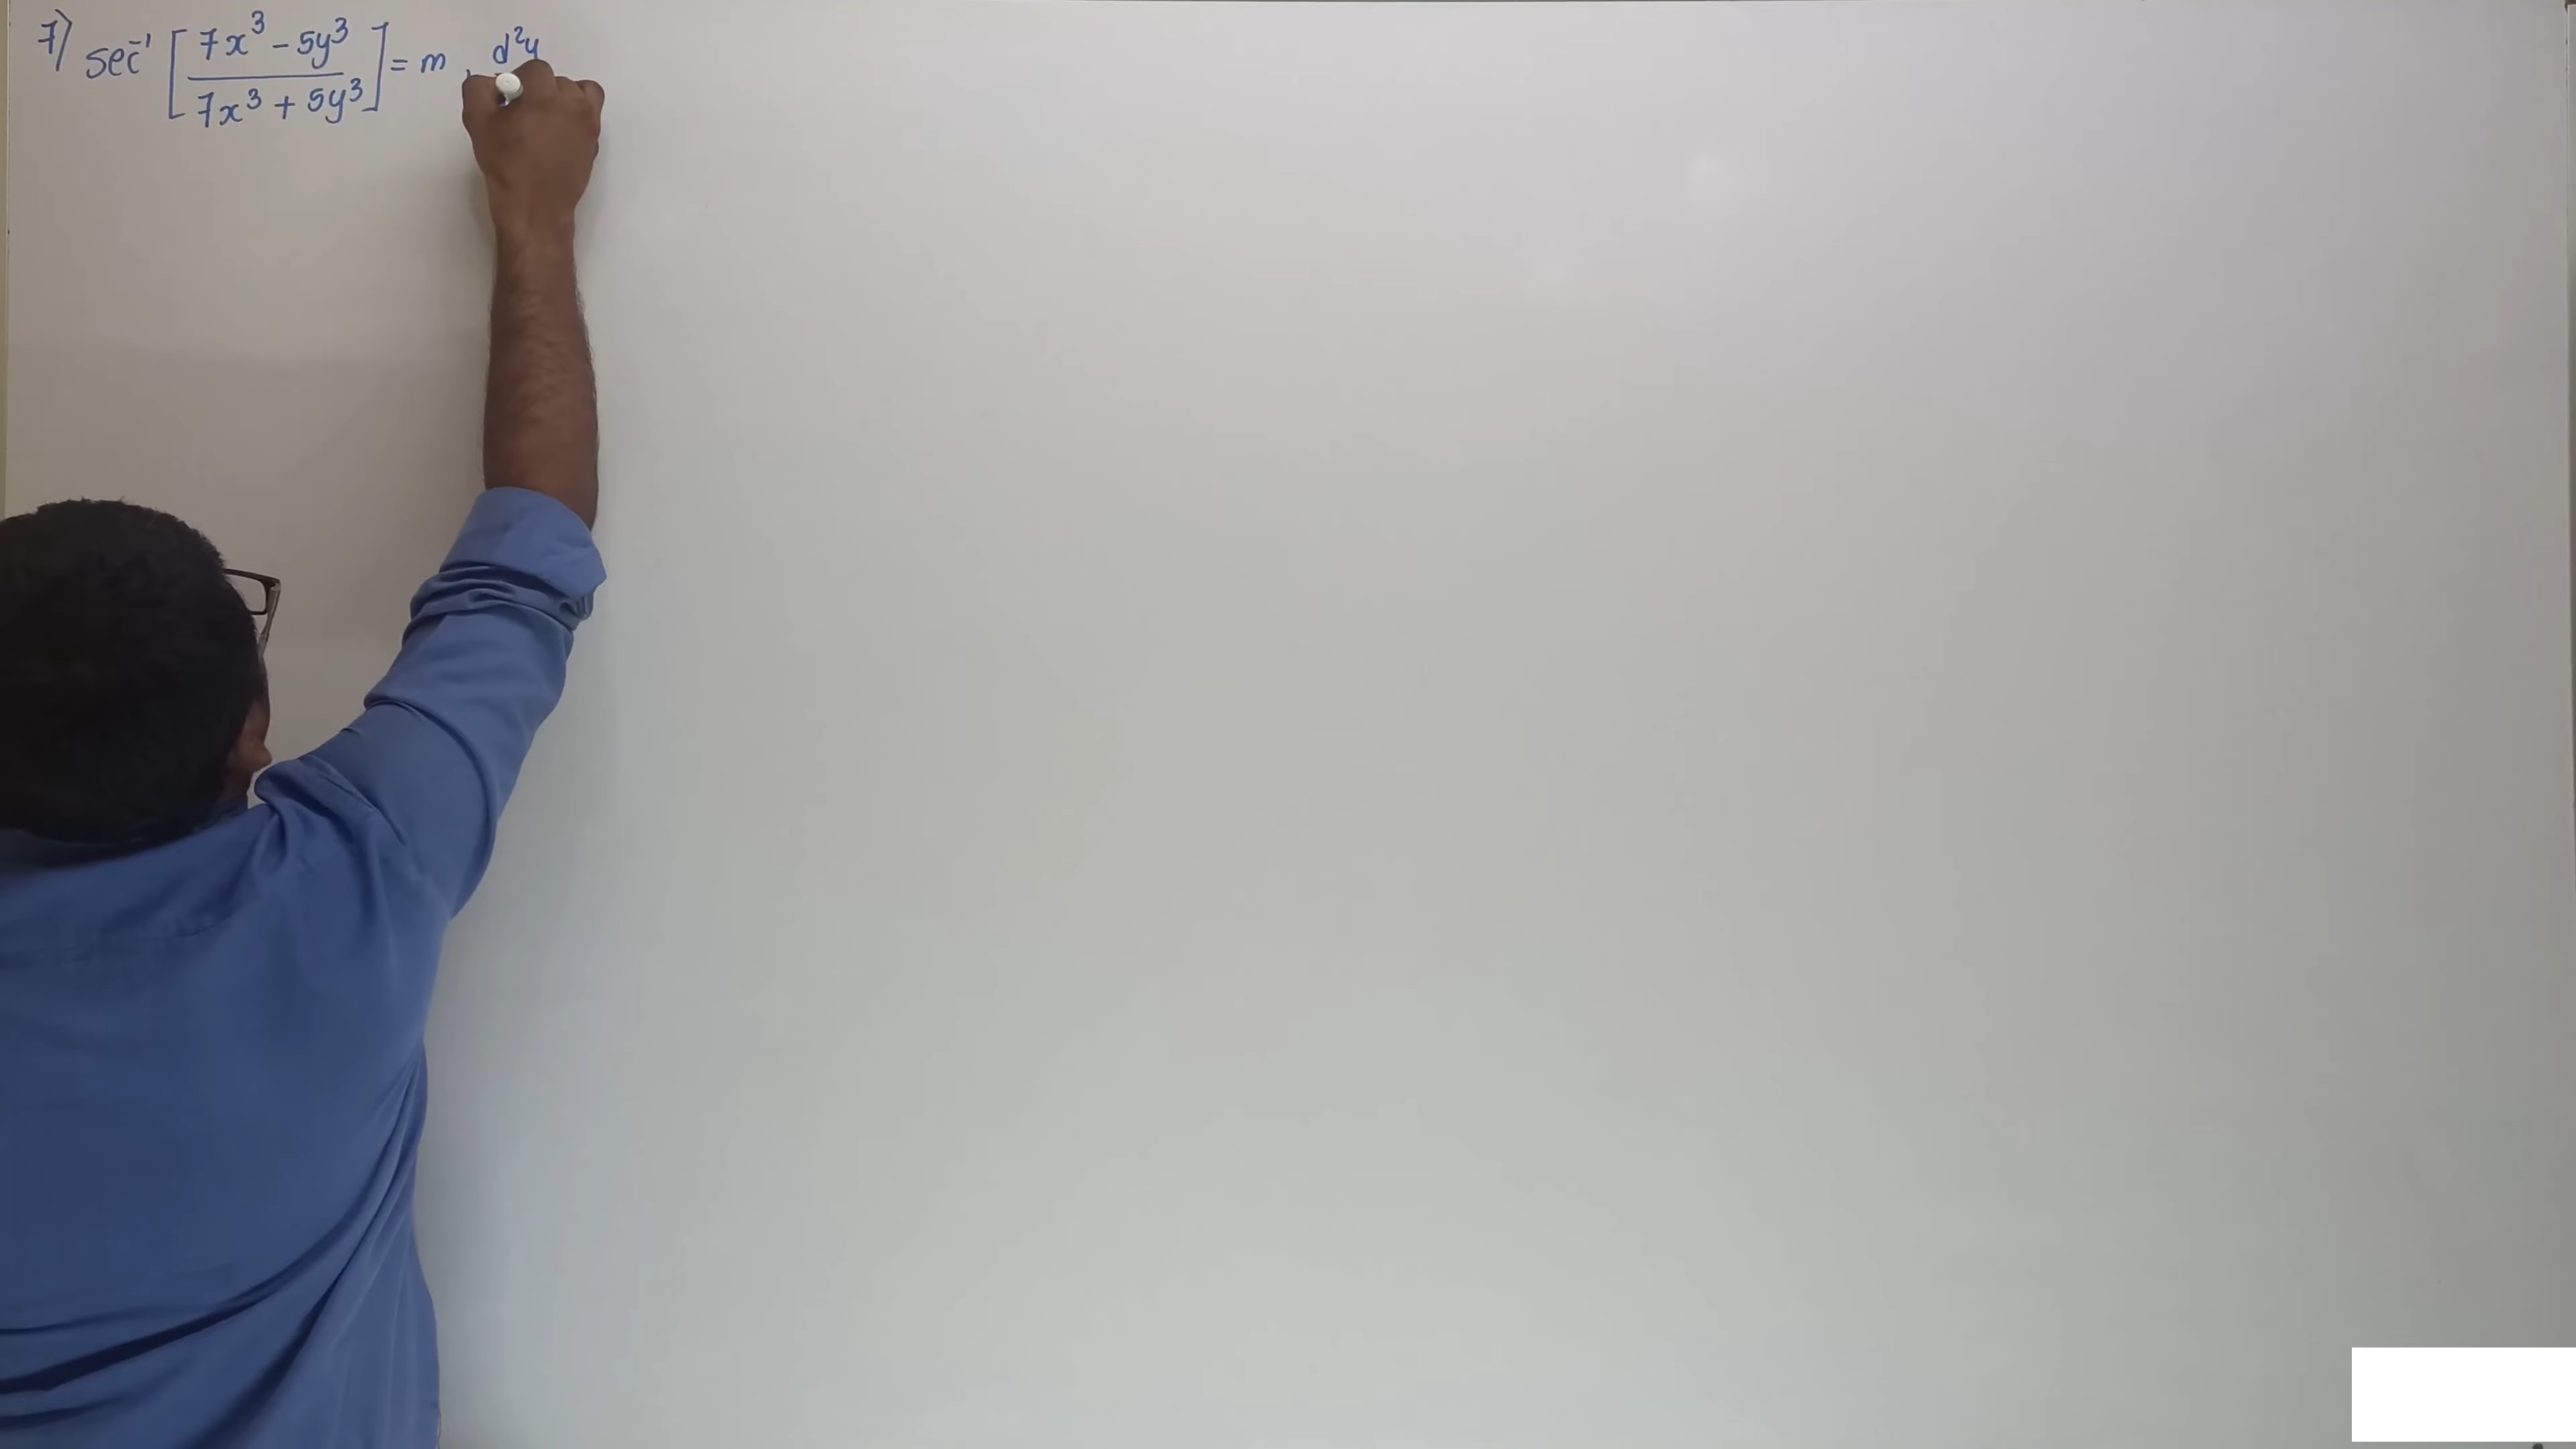 7) sec⁻¹ [ (7x³ - 5y³) / (7x³ + 5y³) ] = m , d²y